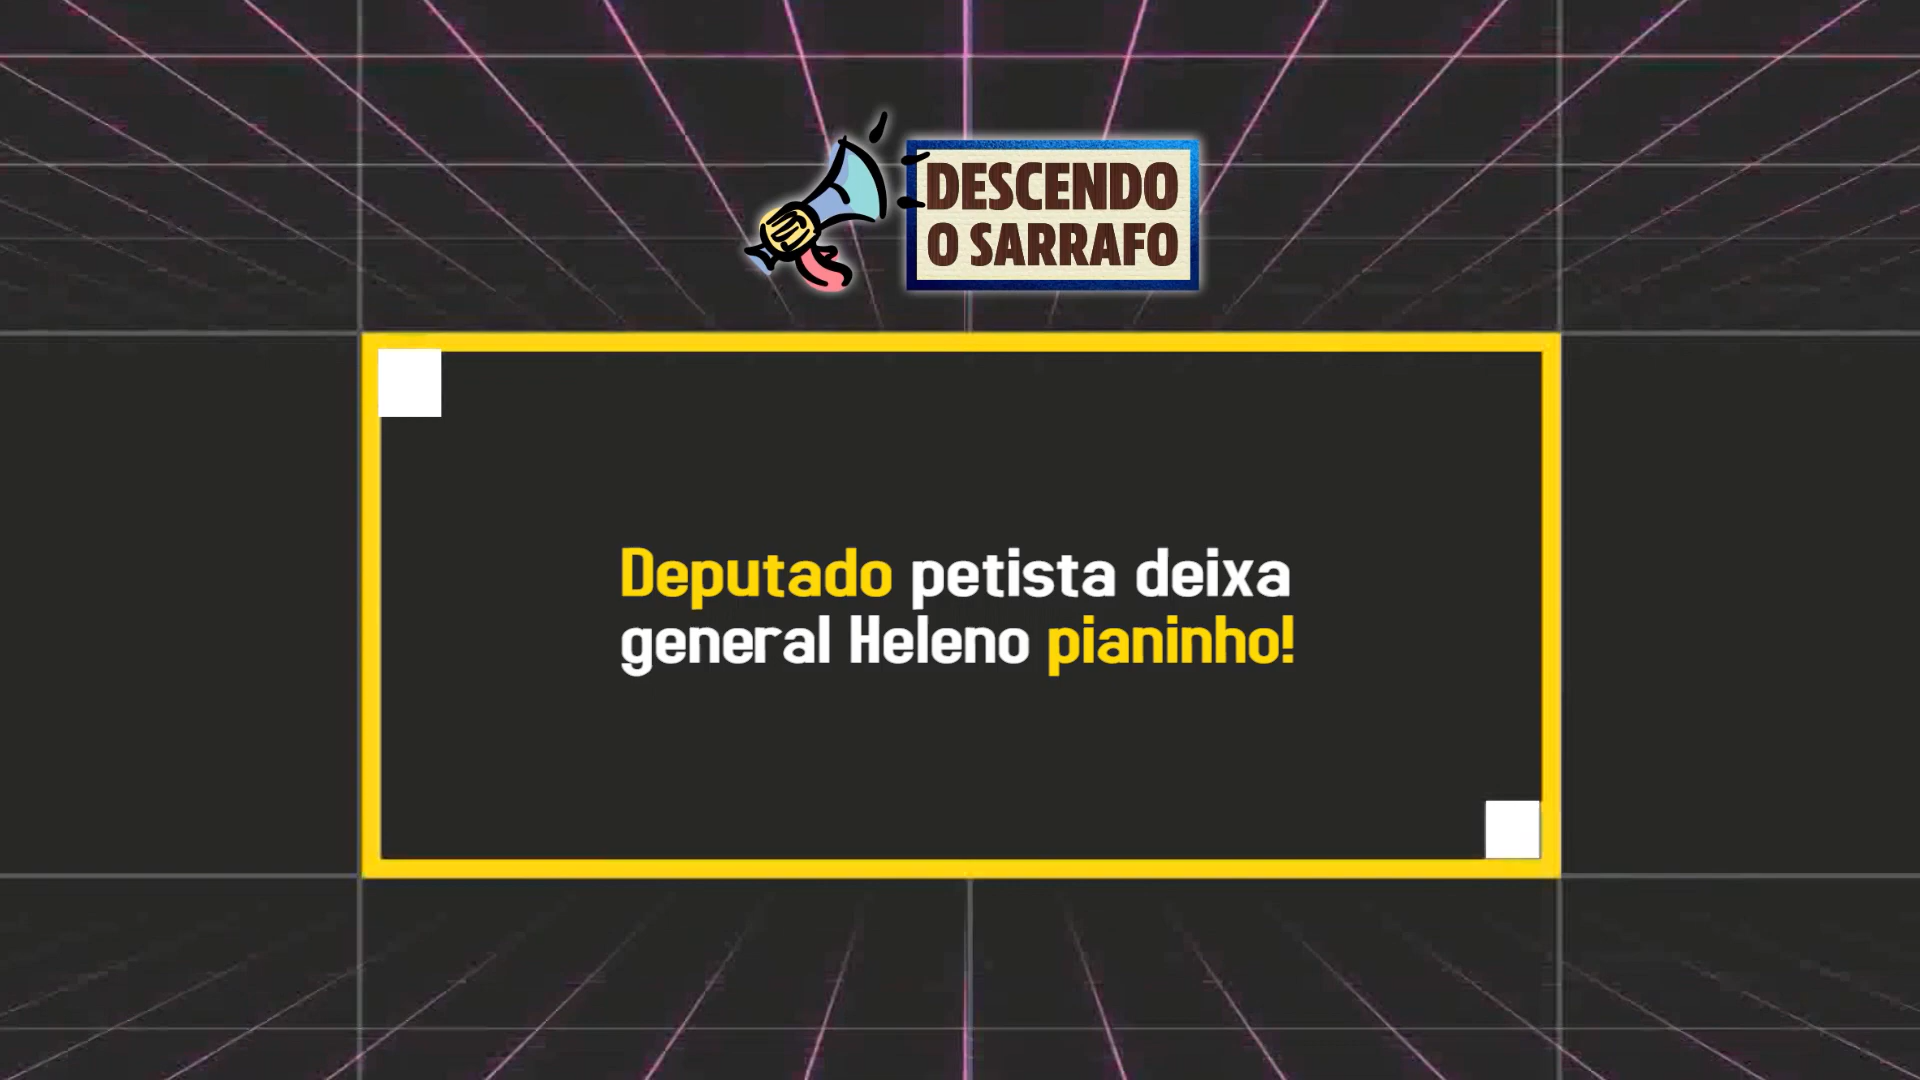 DESCENDO
O SARRAFO
Deputado petista deixa
general Heleno pianinho!